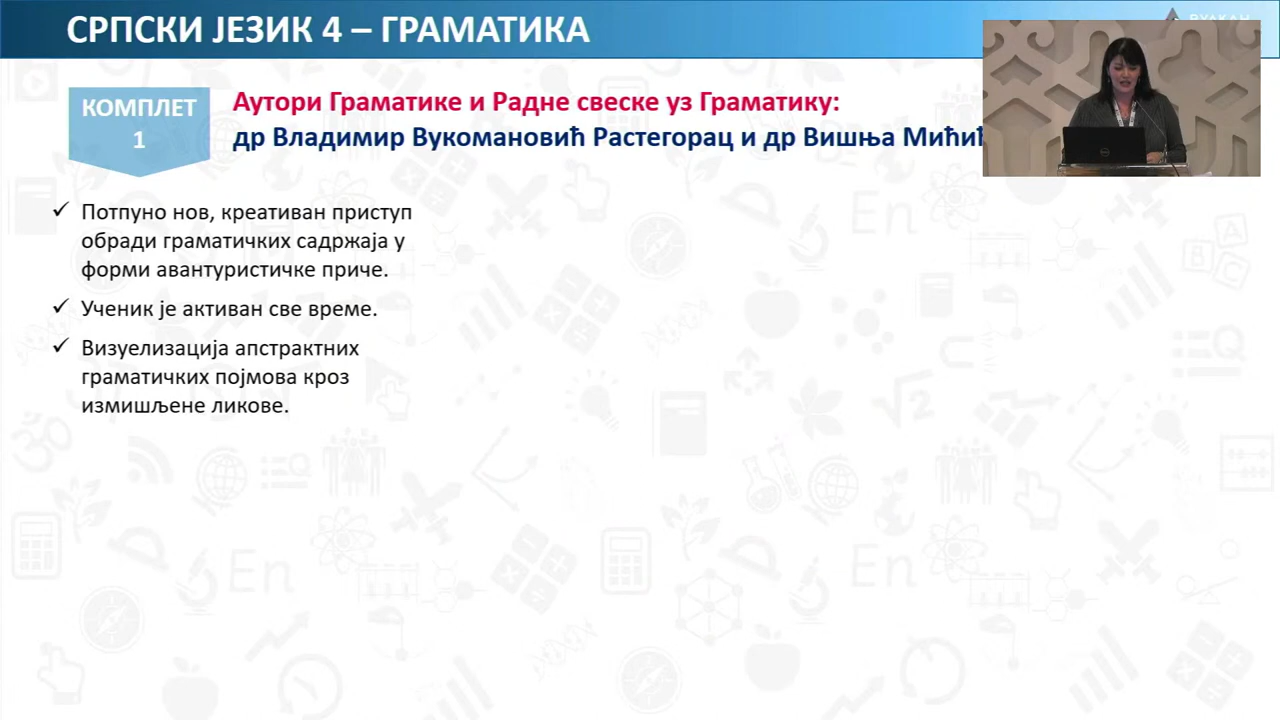 СРПСКИ ЈЕЗИК 4 – ГРАМАТИКА
КОМПЛЕТ
1
Аутори Граматике и Радне свеске уз Граматику:
др Владимир Вукомановић Растегорац и др Вишња Мићић
✓ Потпуно нов, креативан приступ
обради граматичких садржаја у
форми авантуристичке приче.
✓ Ученик је активан све време.
✓ Визуелизација апстрактних
граматичких појмова кроз
измишљене ликове.